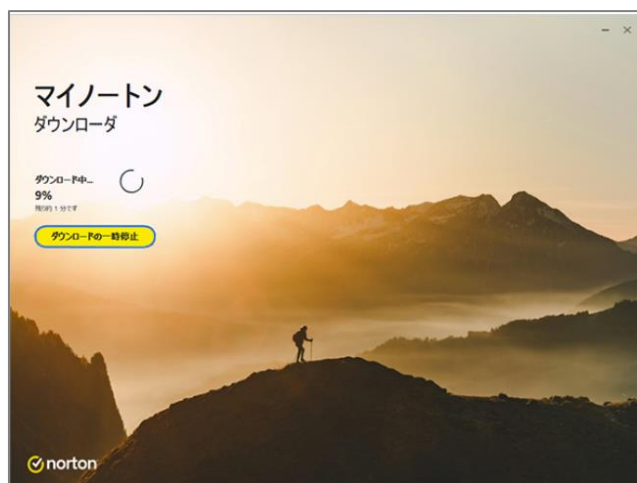 マイノートン
ダウンローダ
ダウンロード中...
9%
残り約 1 分です
ダウンロードの一時停止
norton